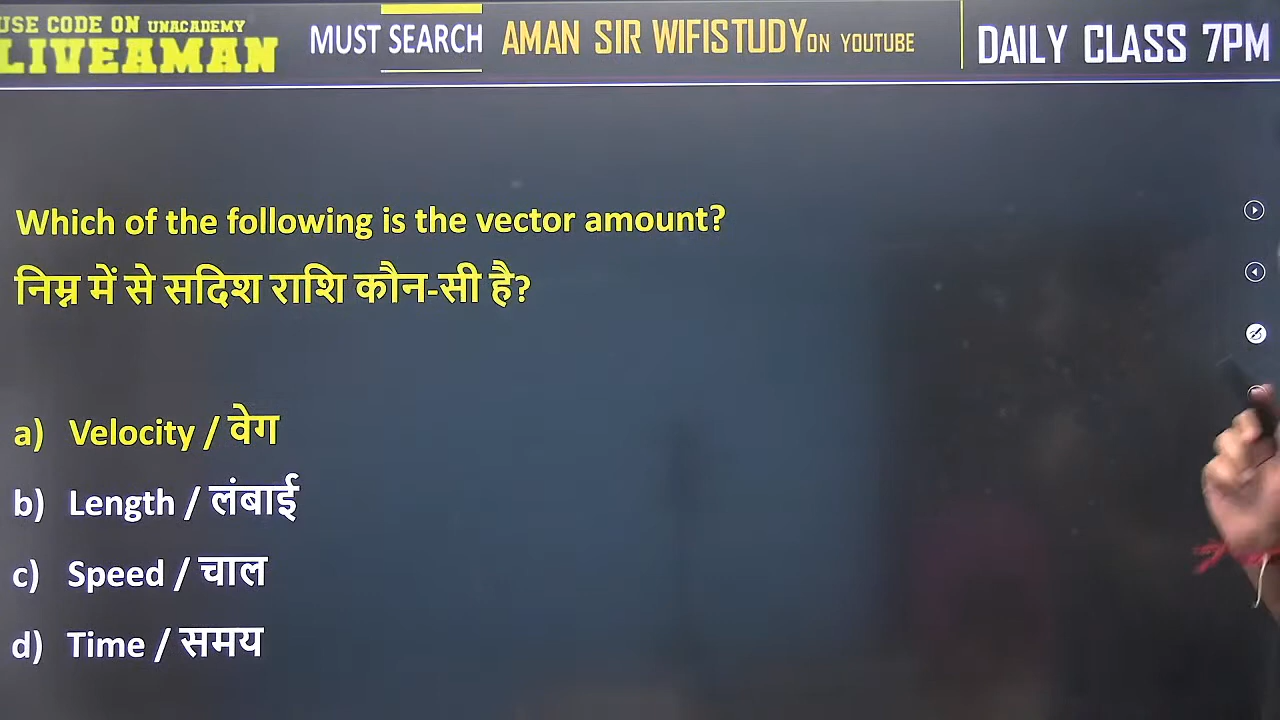 USE CODE ON UNACADEMY
LIVEAMAN
MUST SEARCH
AMAN SIR WIFISTUDY ON YOUTUBE
DAILY CLASS 7PM
Which of the following is the vector amount?
निम्न में से सदिश राशि कौन-सी है?
a) Velocity / वेग
b) Length / लंबाई
c) Speed / चाल
d) Time / समय